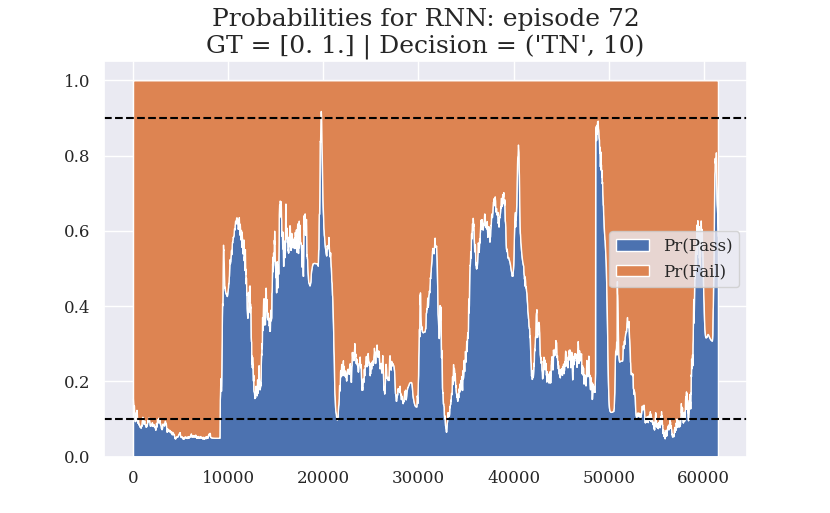 Probabilities for RNN: episode 72
GT = [0. 1.] | Decision = ('TN', 10)
1.0
0.8
0.6
0.4
0.2
0.0
Pr(Pass)
Pr(Fail)
0 10000 20000 30000 40000 50000 60000